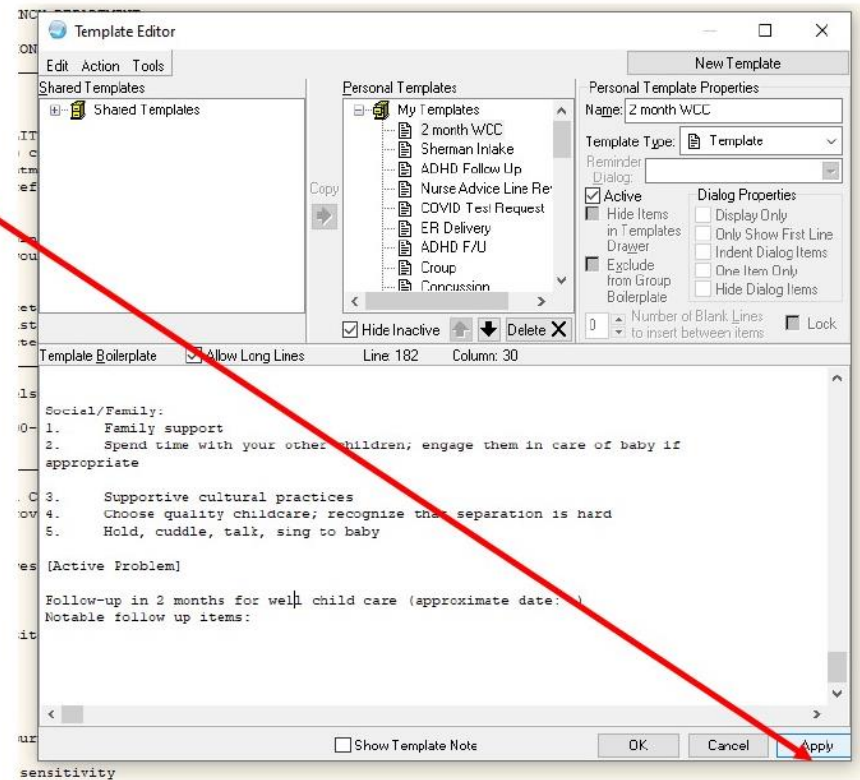 NC
Template Editor
ON
Edit Action Tools
New Template
Shared Templates
Personal Templates
Personal Template Properties
Shared Templates
My Templates
2 month WCC
Sherman Intake
ADHD Follow Up
Nurse Advice Line Re
COVID Test Request
ER Delivery
ADHD F/U
Croup
Concussion
Copy
Name: 2 month WCC
Template Type: Template
Reminder Dialog:
Active
Hide Items
in Templates
Drawer
Exclude
from Group
Boilerplate
Dialog Properties
Display Only
Only Show First Line
Indent Dialog Items
One Item Only
Hide Dialog Items
0 Number of Blank Lines
to insert between items
Lock
Hide Inactive Delete
Template Boilerplate Allow Long Lines Line: 182 Column: 30
Social/Family:
1. Family support
2. Spend time with your other children; engage them in care of baby if
appropriate
3. Supportive cultural practices
4. Choose quality childcare; recognize that separation is hard
5. Hold, cuddle, talk, sing to baby
[Active Problem]
Follow-up in 2 months for well child care (approximate date: )
Notable follow up items:
Show Template Note OK Cancel Apply
sensitivity